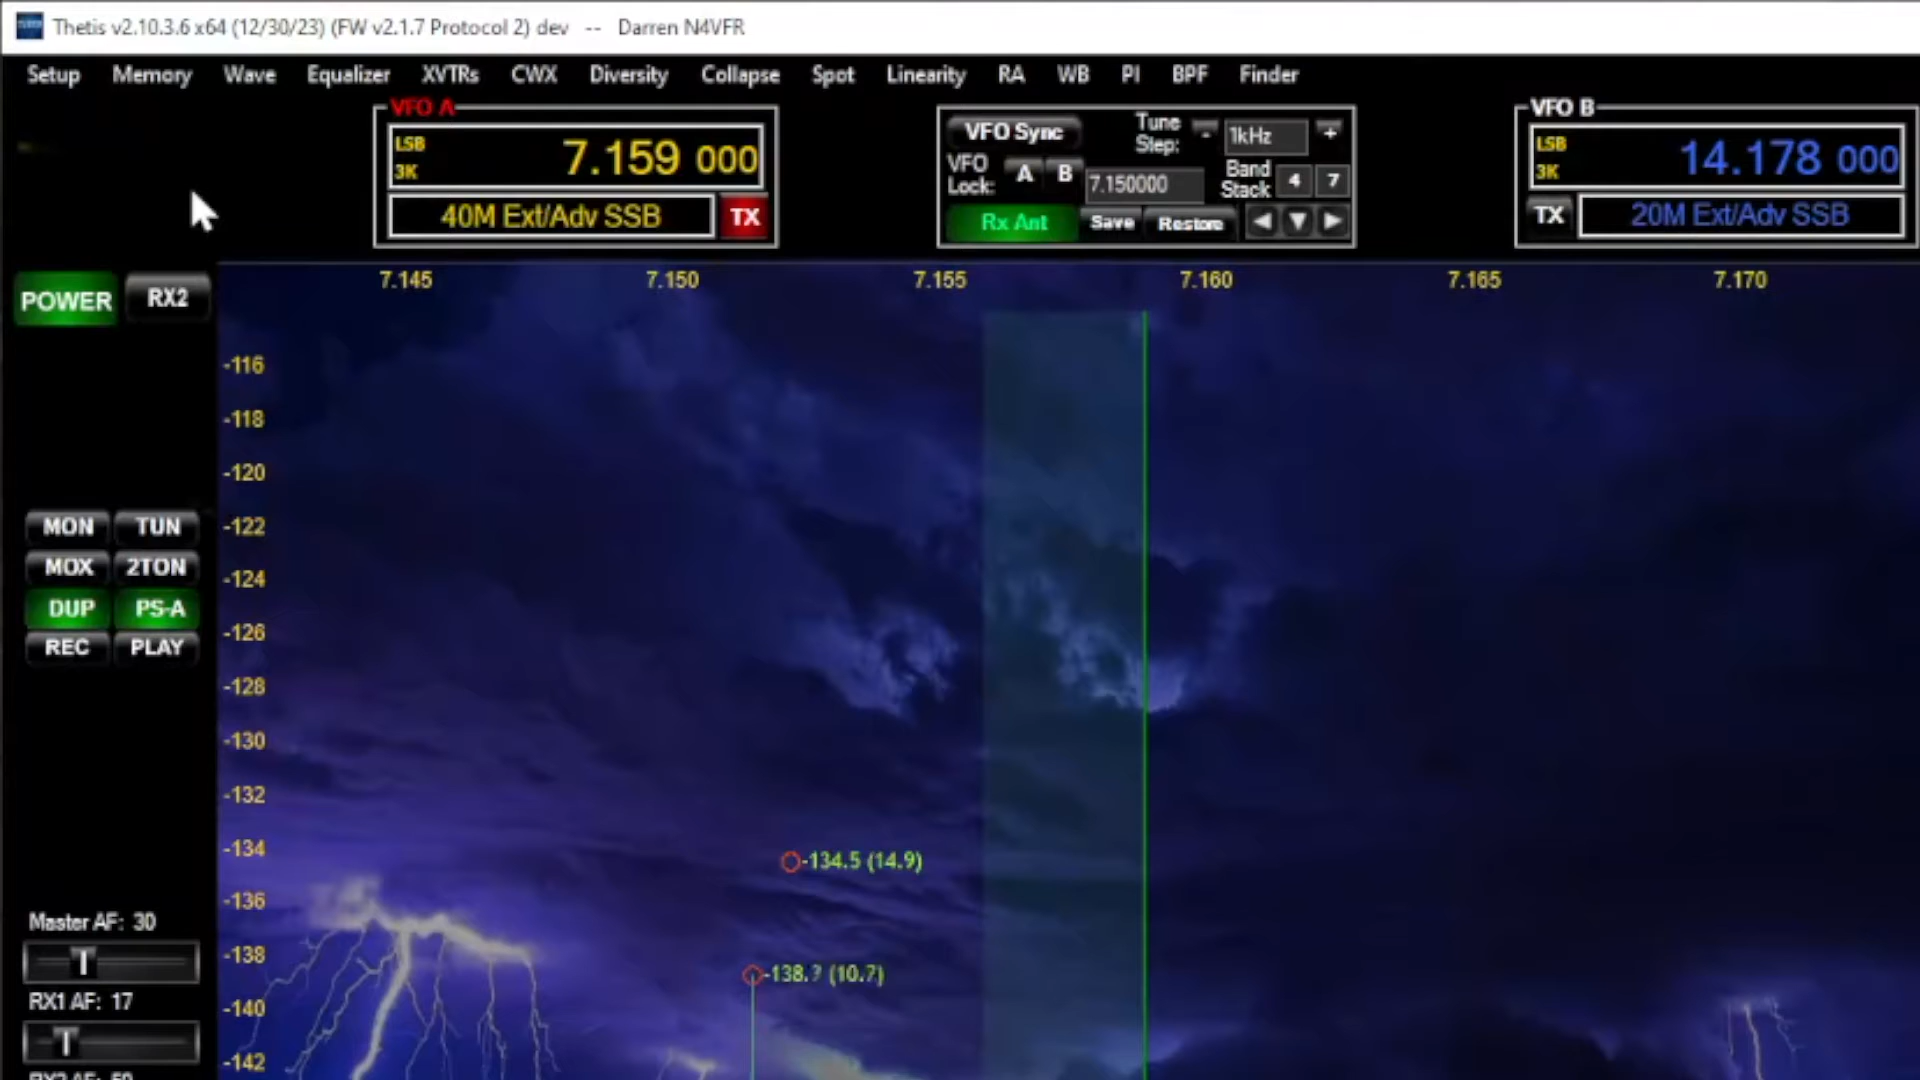 Thetis v2.10.3.6 x64 (12/30/23) (FW v2.1.7 Protocol 2) dev -- Darren N4VFR
Setup Memory Wave Equalizer XVTRs CWX Diversity Collapse Spot Linearity RA WB PI BPF Finder
VFO A
LSB 7.159 000
3K
40M Ext/Adv SSB TX
VFO Sync Tune Step: - 1kHz +
VFO Lock: A B 7.150000 Band Stack 4 7
Rx Ant Save Restore
VFO B
LSB 14.178 000
3K
TX 20M Ext/Adv SSB
POWER RX2
7.145 7.150 7.155 7.160 7.165 7.170
-116
-118
-120
-122
-124
-126
-128
-130
-132
-134
-136
-138
-140
-142
MON TUN
MOX 2TON
DUP PS-A
REC PLAY
-134.5 (14.9)
(10.7)
Master AF: 30
RX1 AF: 17